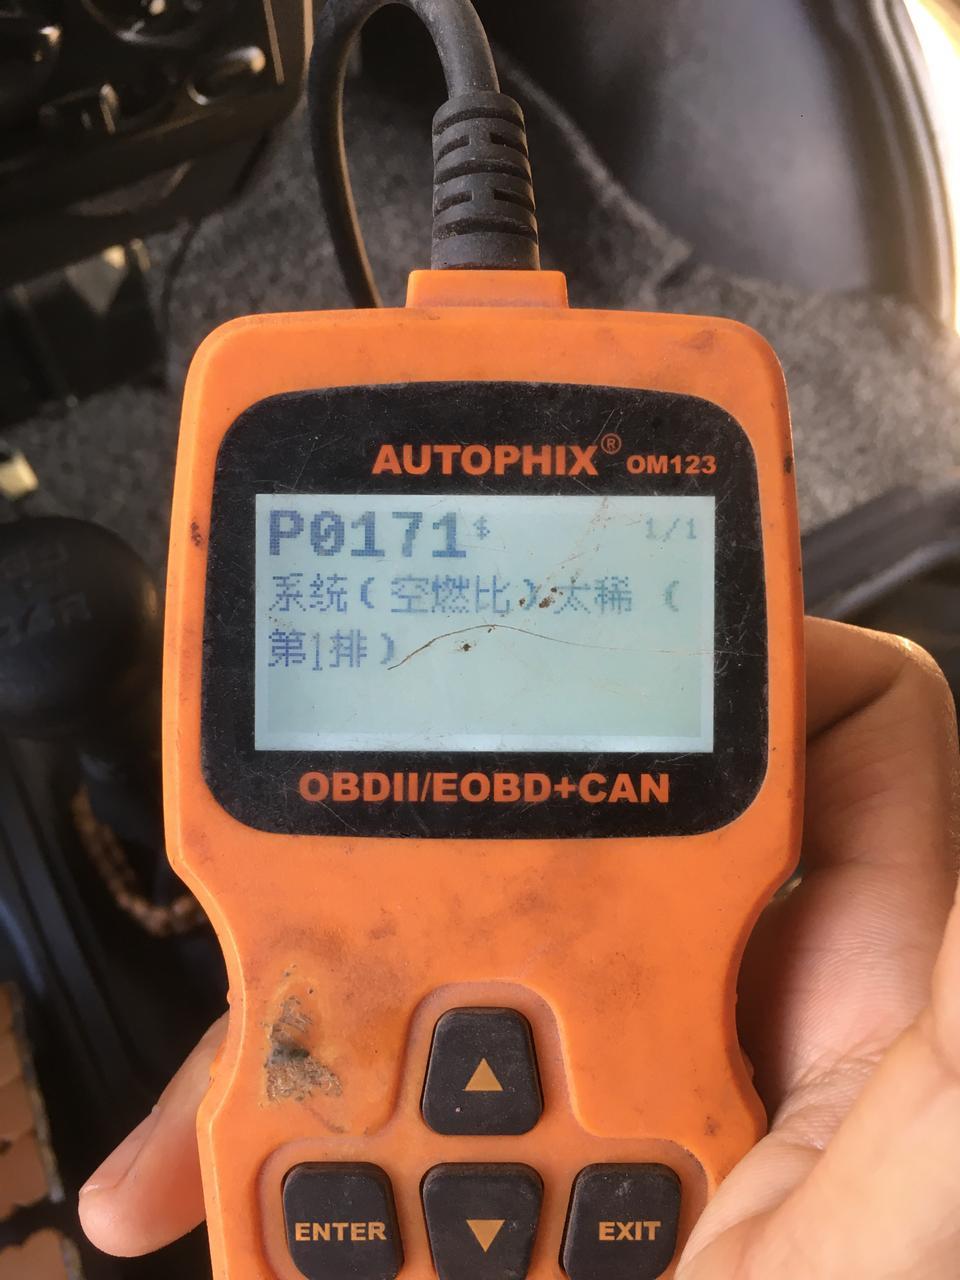 AUTOPHIX® OM123
P0171$ 1/1
系统(空燃比)太稀 (
第1排)
OBDII/EOBD+CAN
ENTER
EXIT